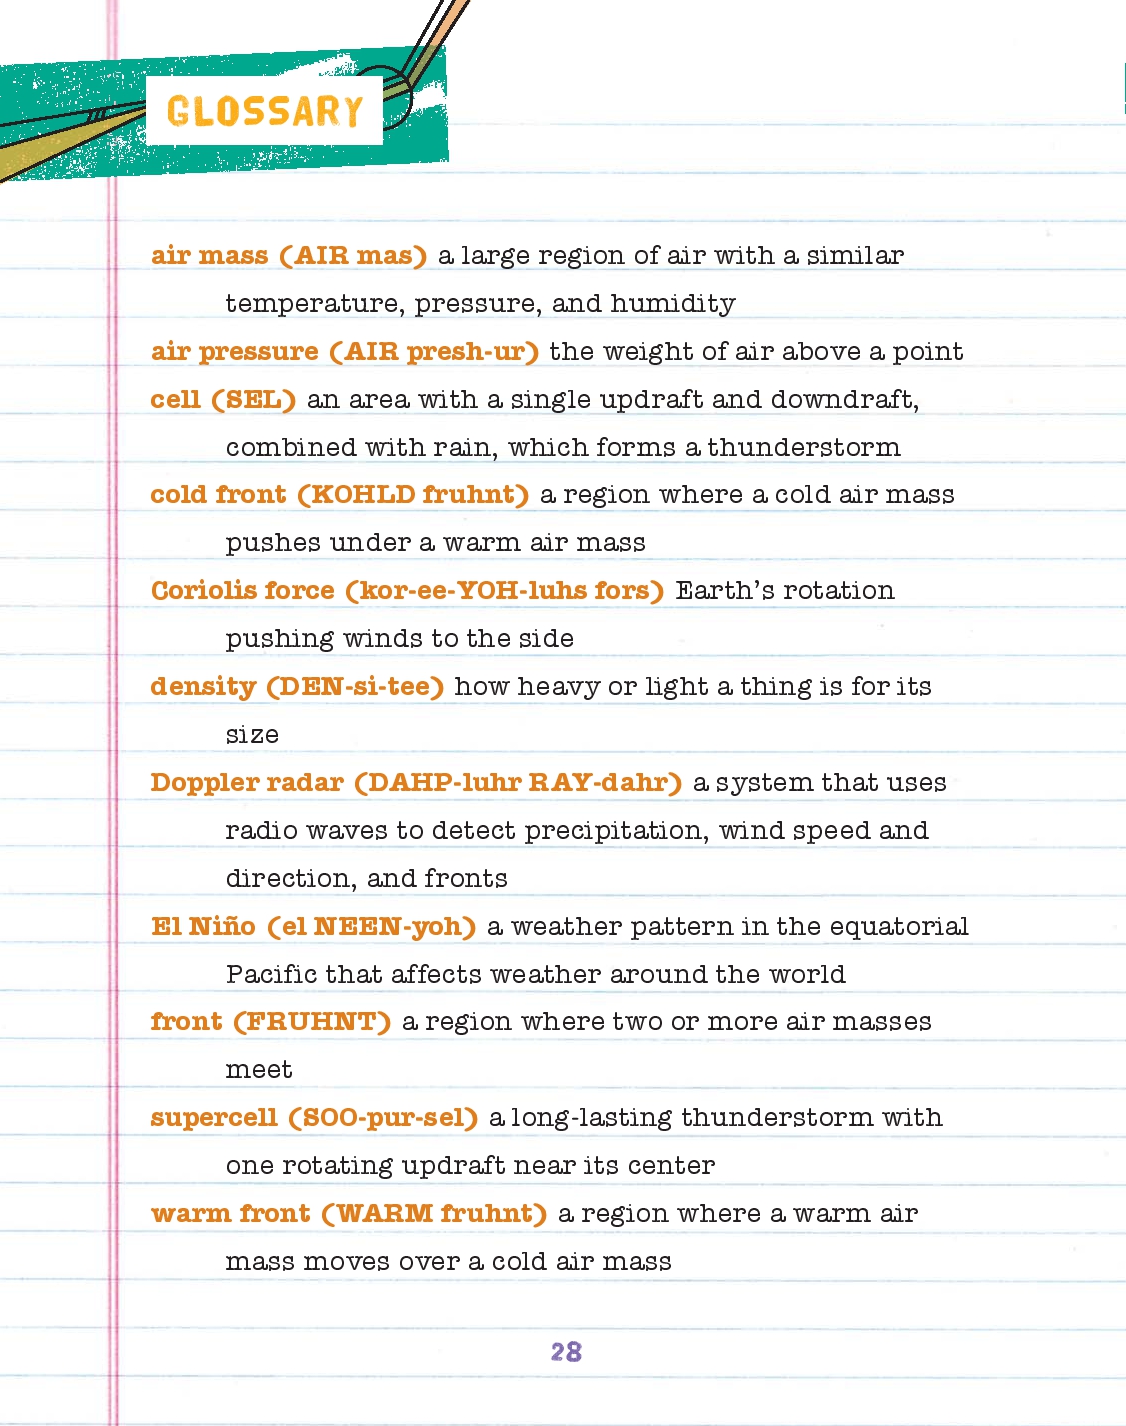 GLOSSARY
air mass (AIR mas) a large region of air with a similar
temperature, pressure, and humidity
air pressure (AIR presh-ur) the weight of air above a point
cell (SEL) an area with a single updraft and downdraft,
combined with rain, which forms a thunderstorm
cold front (KOHLD fruhnt) a region where a cold air mass
pushes under a warm air mass
Coriolis force (kor-ee-YOH-luhs fors) Earth's rotation
pushing winds to the side
density (DEN-si-tee) how heavy or light a thing is for its
size
Doppler radar (DAHP-luhr RAY-dahr) a system that uses
radio waves to detect precipitation, wind speed and
direction, and fronts
El Niño (el NEEN-yoh) a weather pattern in the equatorial
Pacific that affects weather around the world
front (FRUHNT) a region where two or more air masses
meet
supercell (SOO-pur-sel) a long-lasting thunderstorm with
one rotating updraft near its center
warm front (WARM fruhnt) a region where a warm air
mass moves over a cold air mass
28